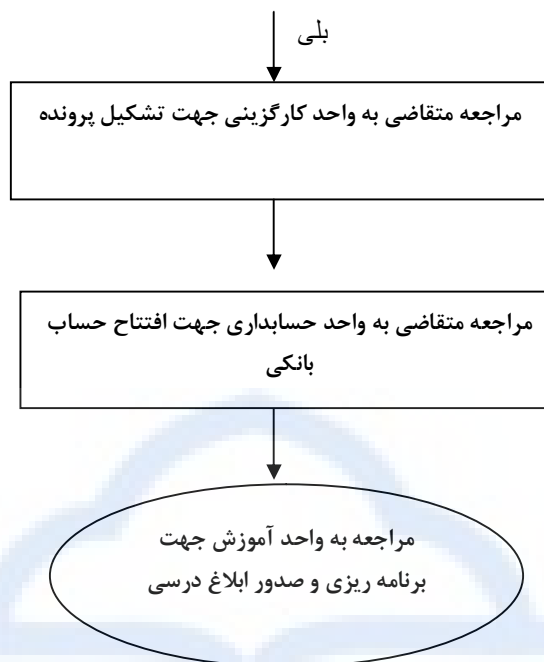 بلی
مراجعه متقاضی به واحد کارگزینی جهت تشکیل پرونده
مراجعه متقاضی به واحد حسابداری جهت افتتاح حساب
بانکی
مراجعه به واحد آموزش جهت
برنامه ریزی و صدور ابلاغ درسی